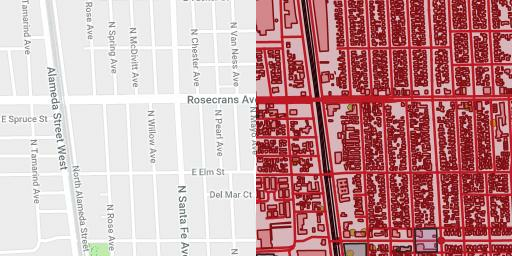 N Tamarind Ave
N Rose Ave
N Spring Ave
N McDivitt Ave
N Chester Ave
N Van Ness Ave
Alameda Street West
Rosecrans Ave
E Spruce St
N Willow Ave
N Pearl Ave
N Mayo Ave
N Tamarind Ave
North Alameda Street
E Elm St
Del Mar Ct
N Santa Fe Ave
N Rose Ave
N